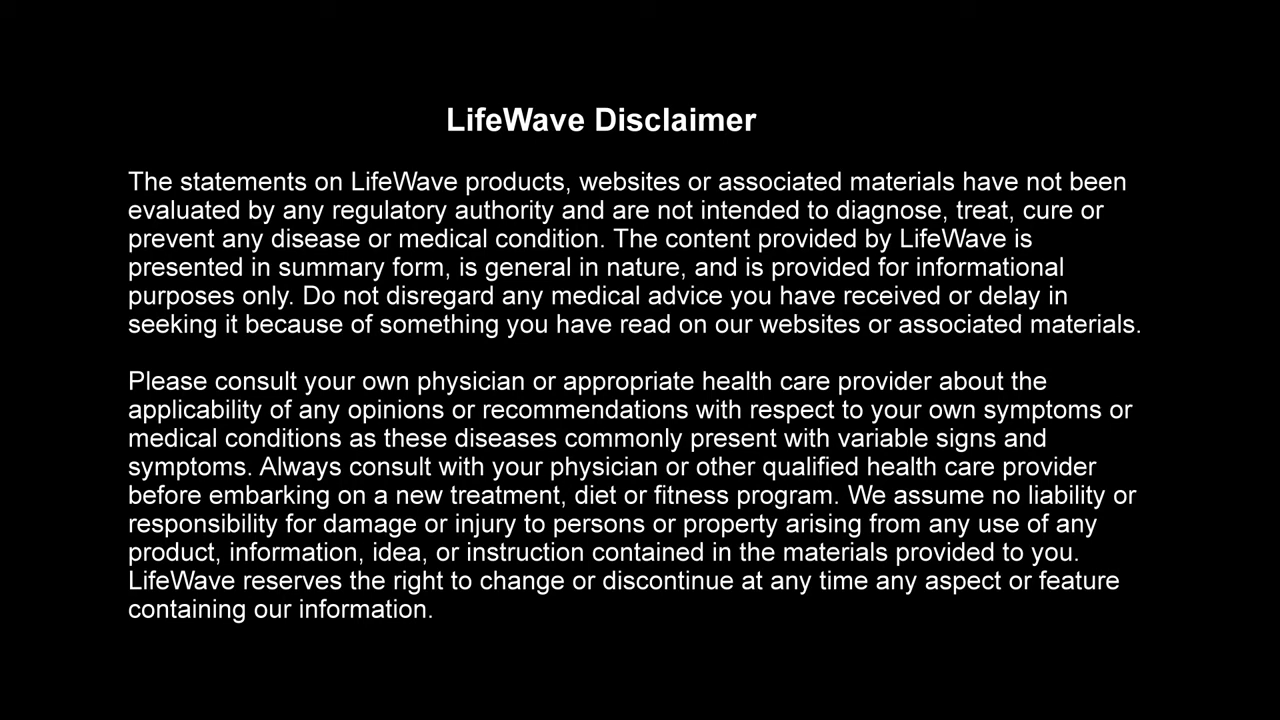 LifeWave Disclaimer
The statements on LifeWave products, websites or associated materials have not been
evaluated by any regulatory authority and are not intended to diagnose, treat, cure or
prevent any disease or medical condition. The content provided by LifeWave is
presented in summary form, is general in nature, and is provided for informational
purposes only. Do not disregard any medical advice you have received or delay in
seeking it because of something you have read on our websites or associated materials.
Please consult your own physician or appropriate health care provider about the
applicability of any opinions or recommendations with respect to your own symptoms or
medical conditions as these diseases commonly present with variable signs and
symptoms. Always consult with your physician or other qualified health care provider
before embarking on a new treatment, diet or fitness program. We assume no liability or
responsibility for damage or injury to persons or property arising from any use of any
product, information, idea, or instruction contained in the materials provided to you.
LifeWave reserves the right to change or discontinue at any time any aspect or feature
containing our information.